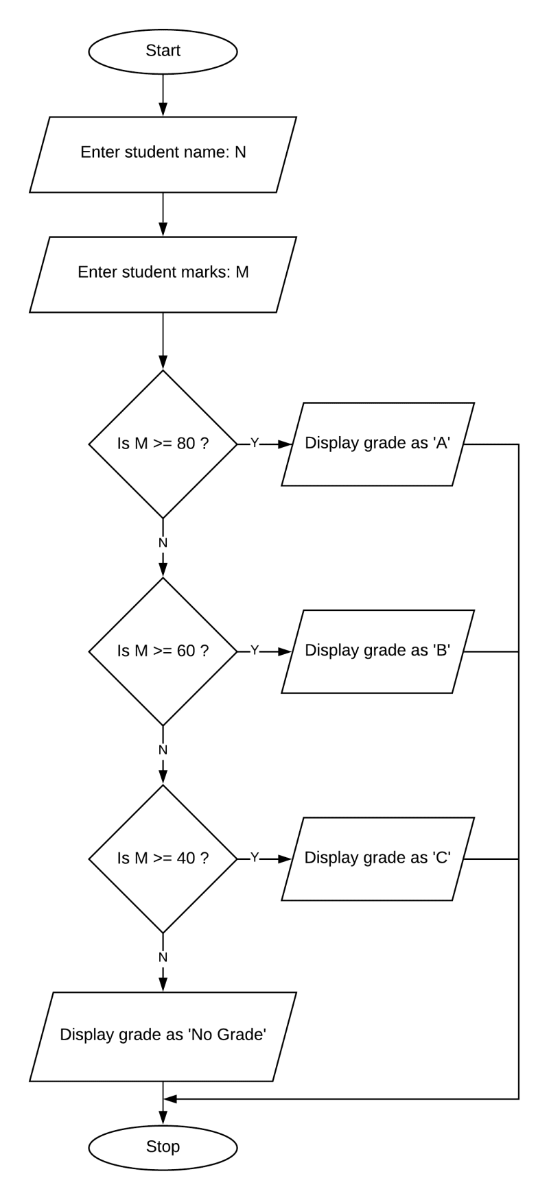 Start
Enter student name: N
Enter student marks: M
Is M >= 80 ?
Y
Display grade as 'A'
N
Is M >= 60 ?
Y
Display grade as 'B'
N
Is M >= 40 ?
Y
Display grade as 'C'
N
Display grade as 'No Grade'
Stop